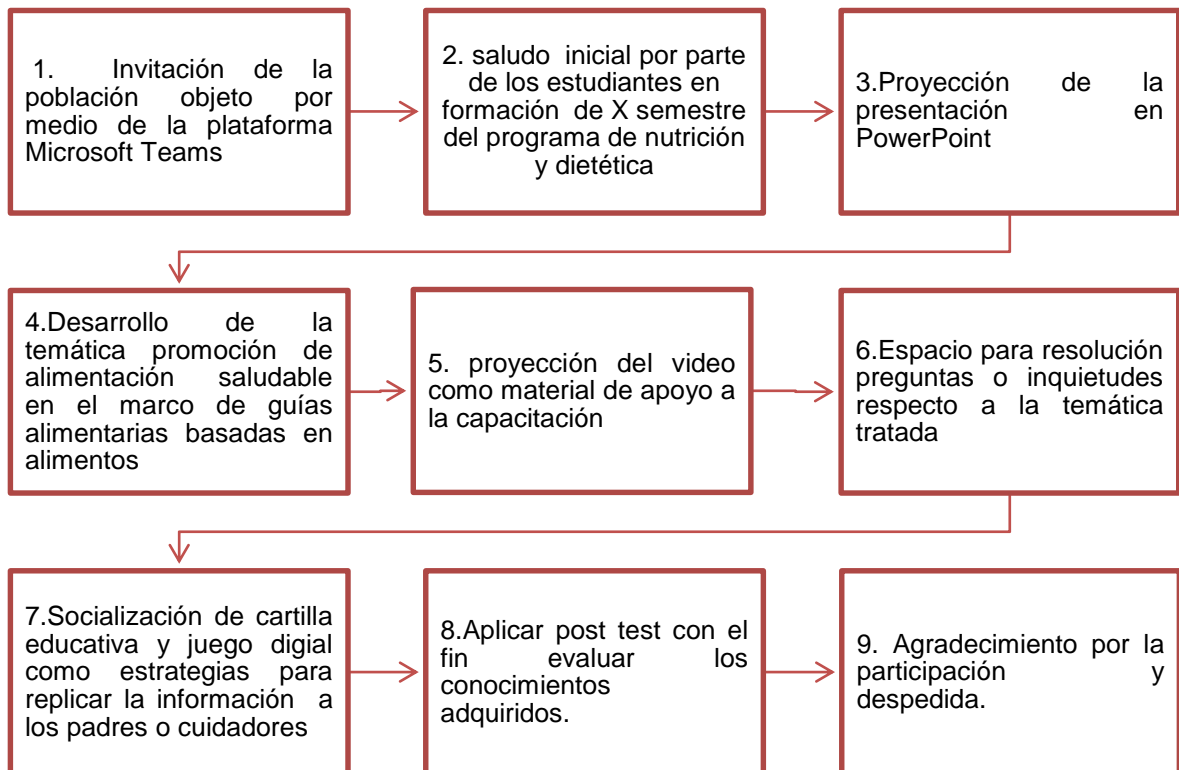 1. Invitación de la
población objeto por
medio de la plataforma
Microsoft Teams
2. saludo inicial por parte
de los estudiantes en
formación de X semestre
del programa de nutrición
y dietética
3.Proyección de la
presentación en
PowerPoint
4.Desarrollo de la
temática promoción de
alimentación saludable
en el marco de guías
alimentarias basadas en
alimentos
5. proyección del video
como material de apoyo a
la capacitación
6.Espacio para resolución
preguntas o inquietudes
respecto a la temática
tratada
7.Socialización de cartilla
educativa y juego digial
como estrategias para
replicar la información a
los padres o cuidadores
8.Aplicar post test con el
fin evaluar los
conocimientos
adquiridos.
9. Agradecimiento por la
participación y
despedida.